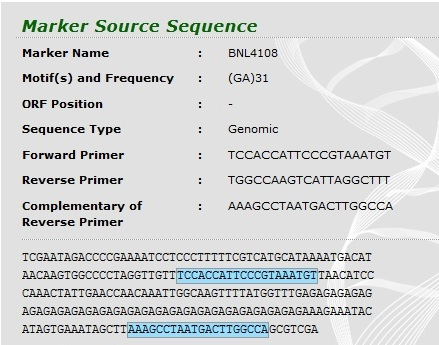 Marker Source Sequence
Marker Name : BNL4108
Motif(s) and Frequency : (GA)31
ORF Position : -
Sequence Type : Genomic
Forward Primer : TCCACCATTCCCGTAAATGT
Reverse Primer : TGGCCAAGTCATTAGGCTTT
Complementary of : AAAGCCTAATGACTTGGCCA
Reverse Primer
TCGAATAGACCCCGAAAATCCTCCCTTTTTCGTCATGCATAAAATGACAT
AACAAGTGGCCCCTAGGTTGTTTCCACCATTCCCGTAAATGTTAACATCC
CAAACTATTGAACCAACAAATTGGCAAGTTTTATGGTTTGAGAGAGAGAG
AGAGAGAGAGAGAGAGAGAGAGAGAGAGAGAGAGAGAGAGAAAGAAATAC
ATAGTGAAATAGCTTAAAGCCTAATGACTTGGCCAGCGTCGA